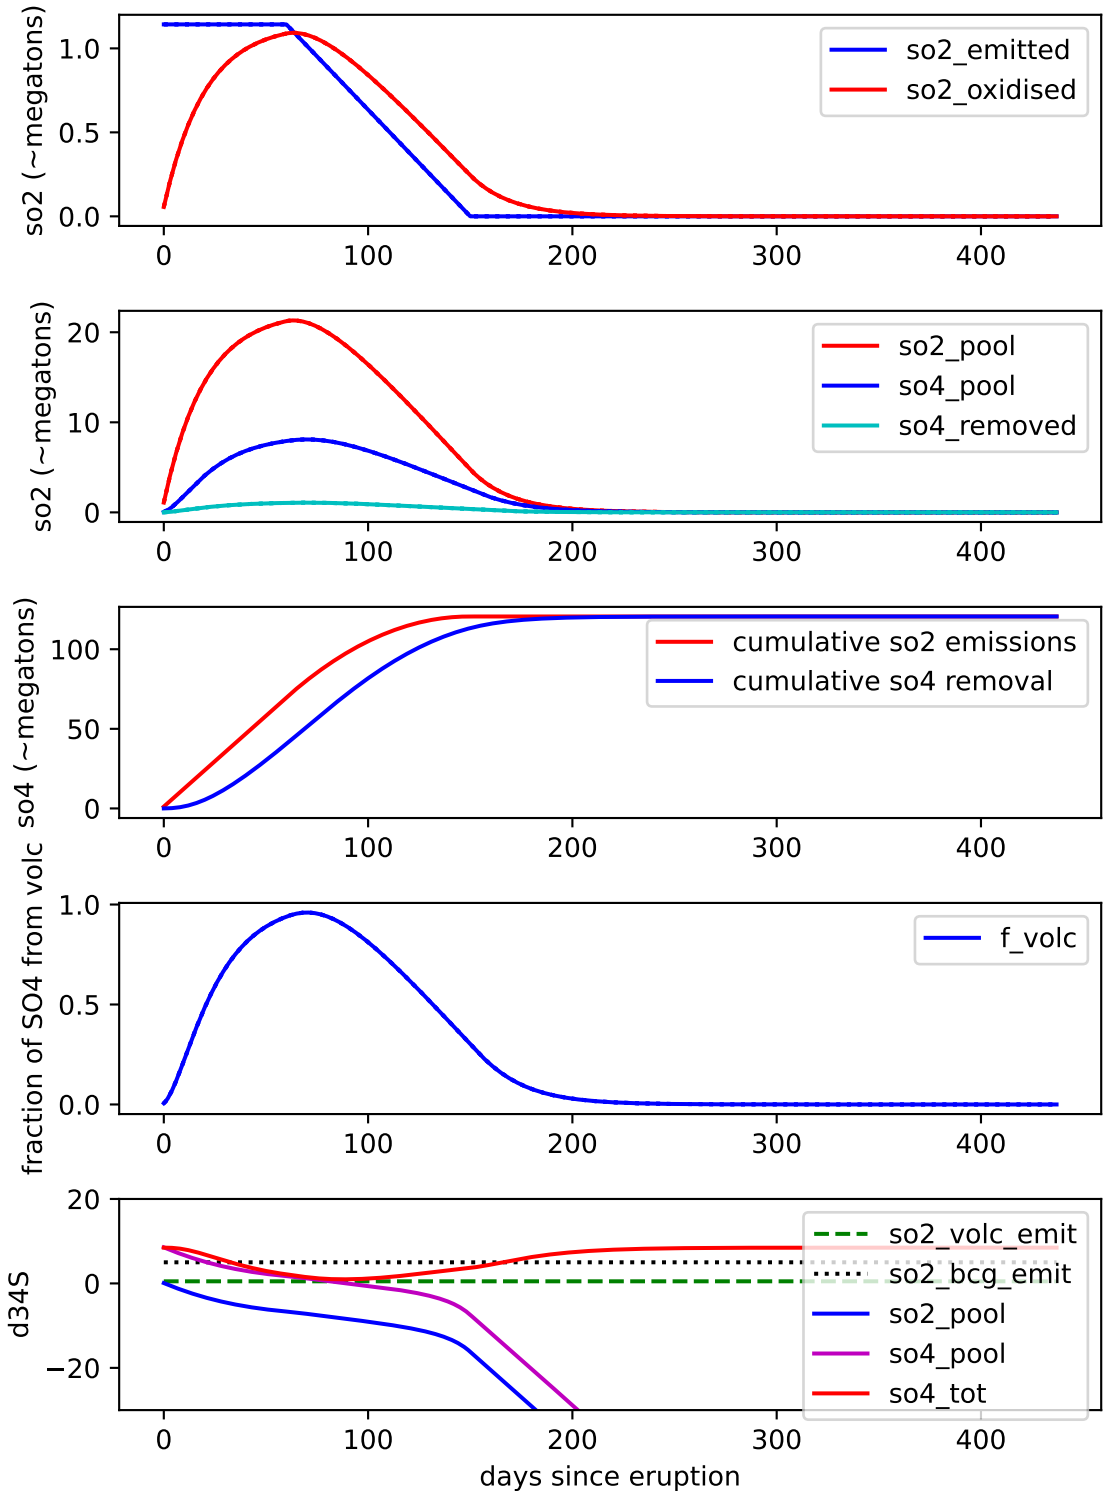 so2 (~megatons)
1.0
0.5
0.0
so2_emitted
so2_oxidised
0 100 200 300 400
so2 (~megatons)
20
10
0
so2_pool
so4_pool
so4_removed
0 100 200 300 400
so4 (~megatons)
100
50
0
cumulative so2 emissions
cumulative so4 removal
0 100 200 300 400
fraction of SO4 from volc
1.0
0.5
0.0
f_volc
0 100 200 300 400
d34S
20
0
−20
so2_volc_emit
so2_bcg_emit
so2_pool
so4_pool
so4_tot
0 100 200 300 400
days since eruption